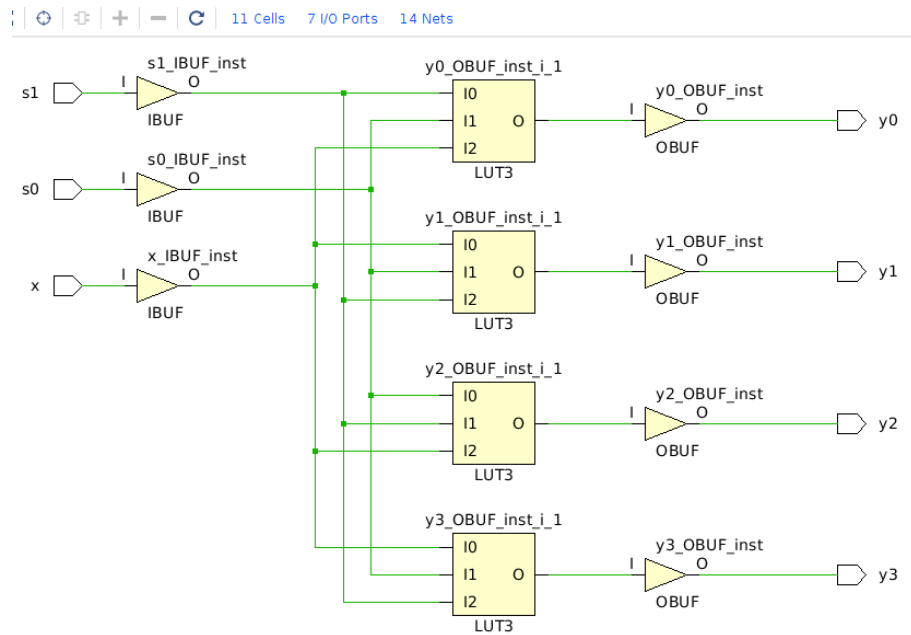 11 Cells 7 I/O Ports 14 Nets
s1_IBUF_inst
s1 I O
IBUF
s0_IBUF_inst
s0 I O
IBUF
x_IBUF_inst
x I O
IBUF
y0_OBUF_inst_i_1
I0
I1 O
I2
LUT3
y0_OBUF_inst
I O
OBUF
y0
y1_OBUF_inst_i_1
I0
I1 O
I2
LUT3
y1_OBUF_inst
I O
OBUF
y1
y2_OBUF_inst_i_1
I0
I1 O
I2
LUT3
y2_OBUF_inst
I O
OBUF
y2
y3_OBUF_inst_i_1
I0
I1 O
I2
LUT3
y3_OBUF_inst
I O
OBUF
y3